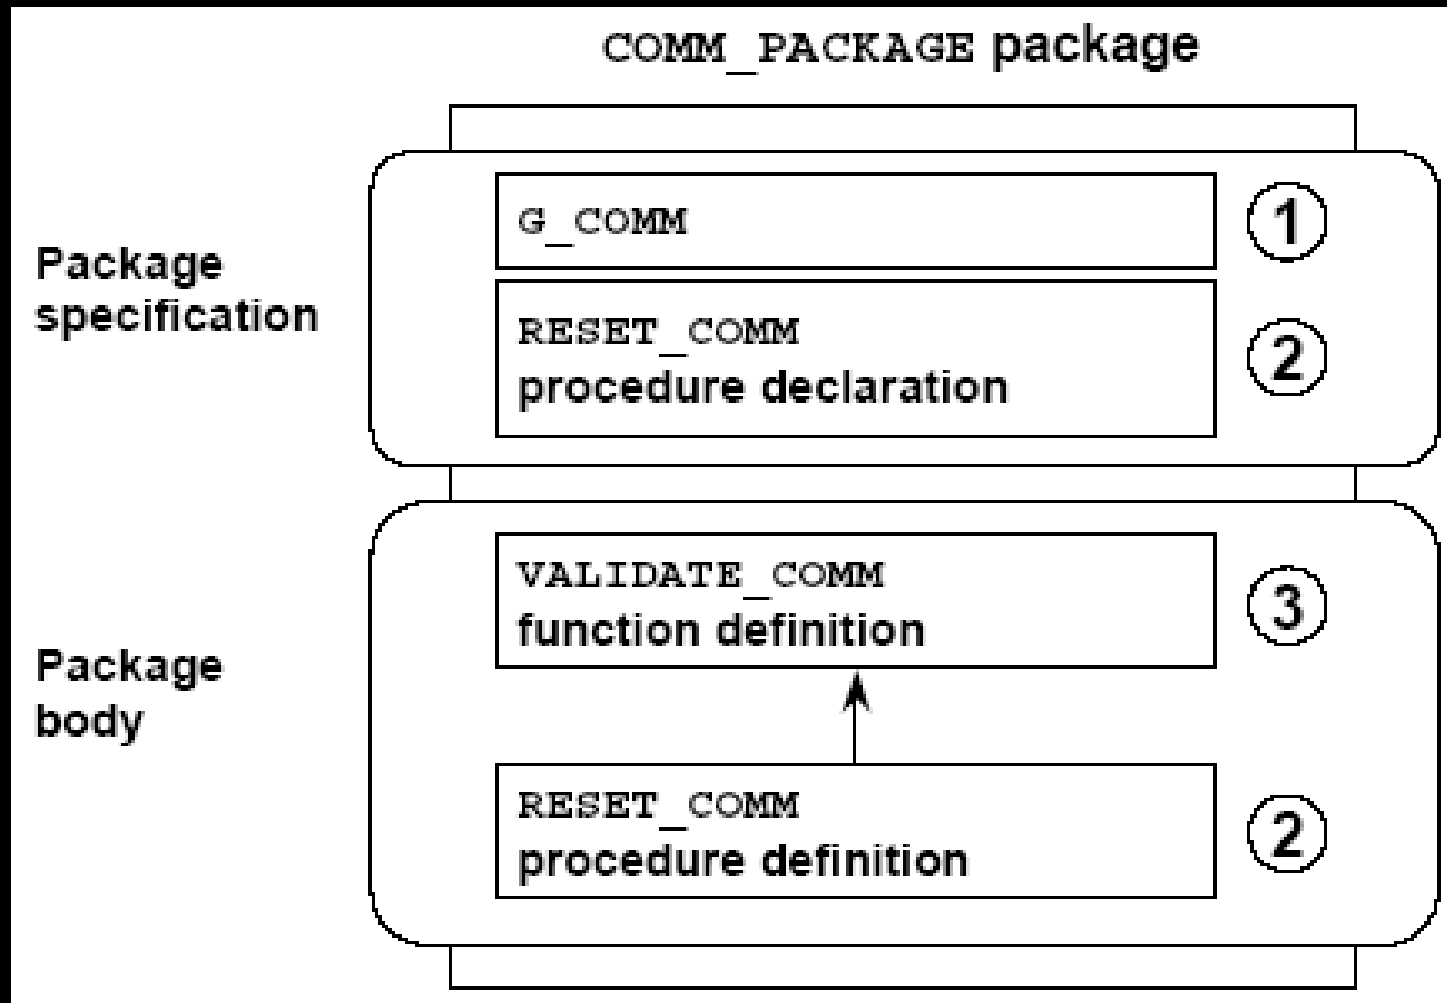 COMM_PACKAGE package
Package
specification
G_COMM
1
RESET_COMM
procedure declaration
2
Package
body
VALIDATE_COMM
function definition
3
RESET_COMM
procedure definition
2